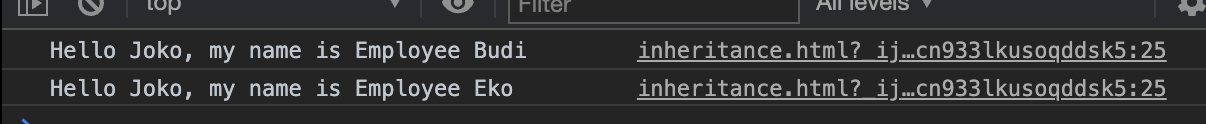 top Filter All levels
Hello Joko, my name is Employee Budi inheritance.html?_ij…cn933lkusoqddsk5:25
Hello Joko, my name is Employee Eko inheritance.html?_ij…cn933lkusoqddsk5:25